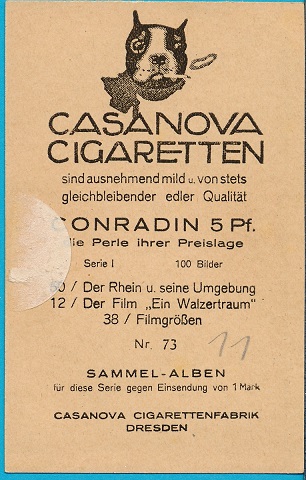 CASANOVA
CIGARETTEN
sind ausnehmend mild u. von stets
gleichbleibender edler Qualität
CONRADIN 5 Pf.
die Perle ihrer Preislage
Serie I 100 Bilder
50 / Der Rhein u. seine Umgebung
12 / Der Film „Ein Walzertraum"
38 / Filmgrößen
Nr. 73 11
SAMMEL-ALBEN
für diese Serie gegen Einsendung von 1 Mark
CASANOVA CIGARETTENFABRIK
DRESDEN